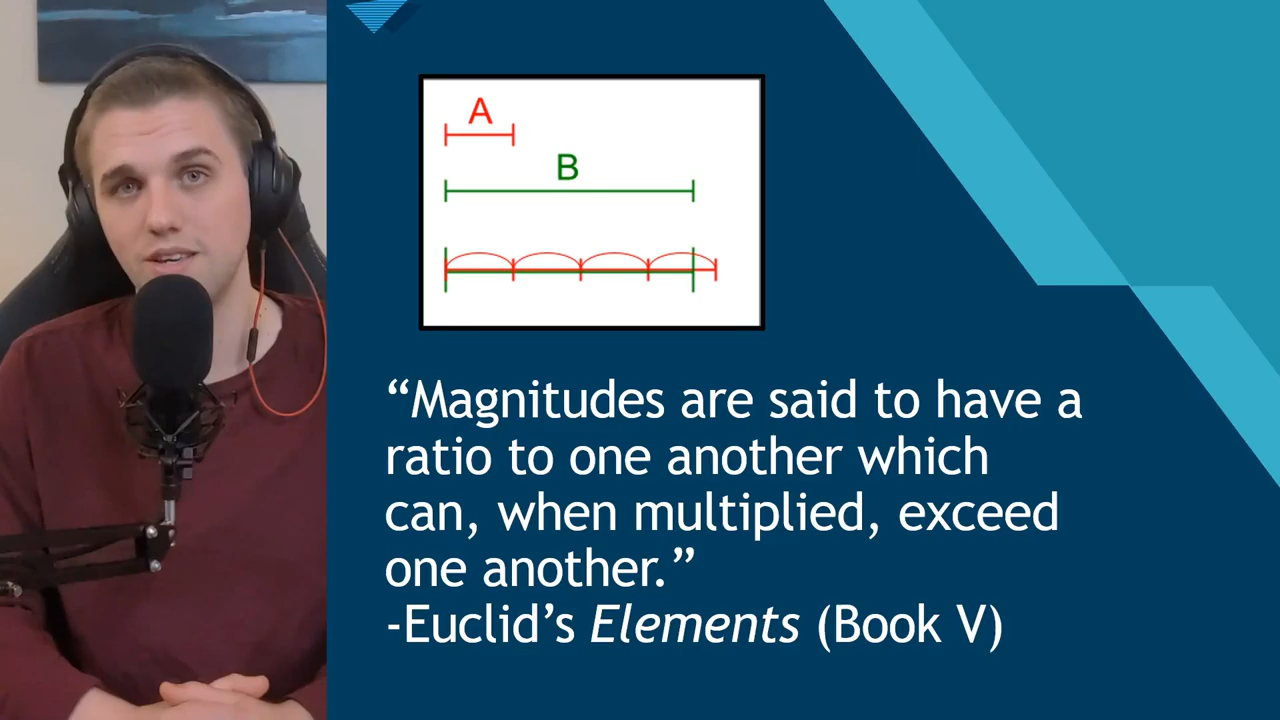 A
B
“Magnitudes are said to have a
ratio to one another which
can, when multiplied, exceed
one another.”
-Euclid’s Elements (Book V)